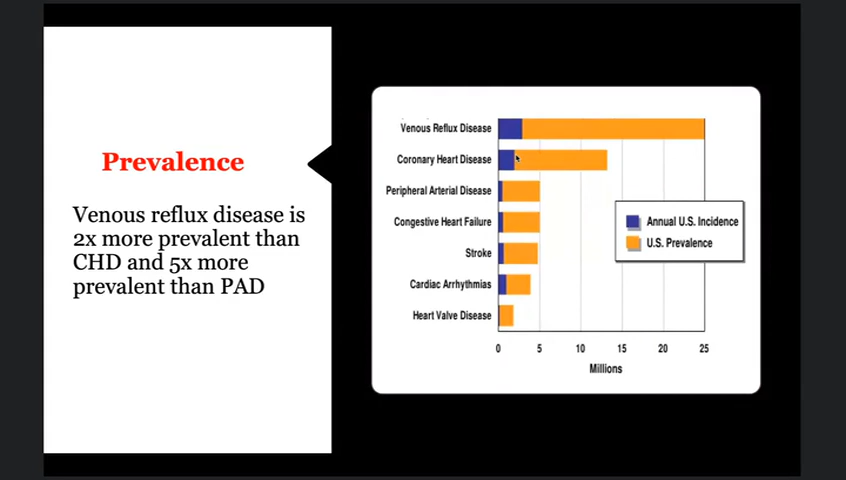 Prevalence
Venous reflux disease is
2x more prevalent than
CHD and 5x more
prevalent than PAD
Venous Reflux Disease
Coronary Heart Disease
Peripheral Arterial Disease
Congestive Heart Failure
Stroke
Cardiac Arrhythmias
Heart Valve Disease
Annual U.S. Incidence
U.S. Prevalence
0 5 10 15 20 25
Millions